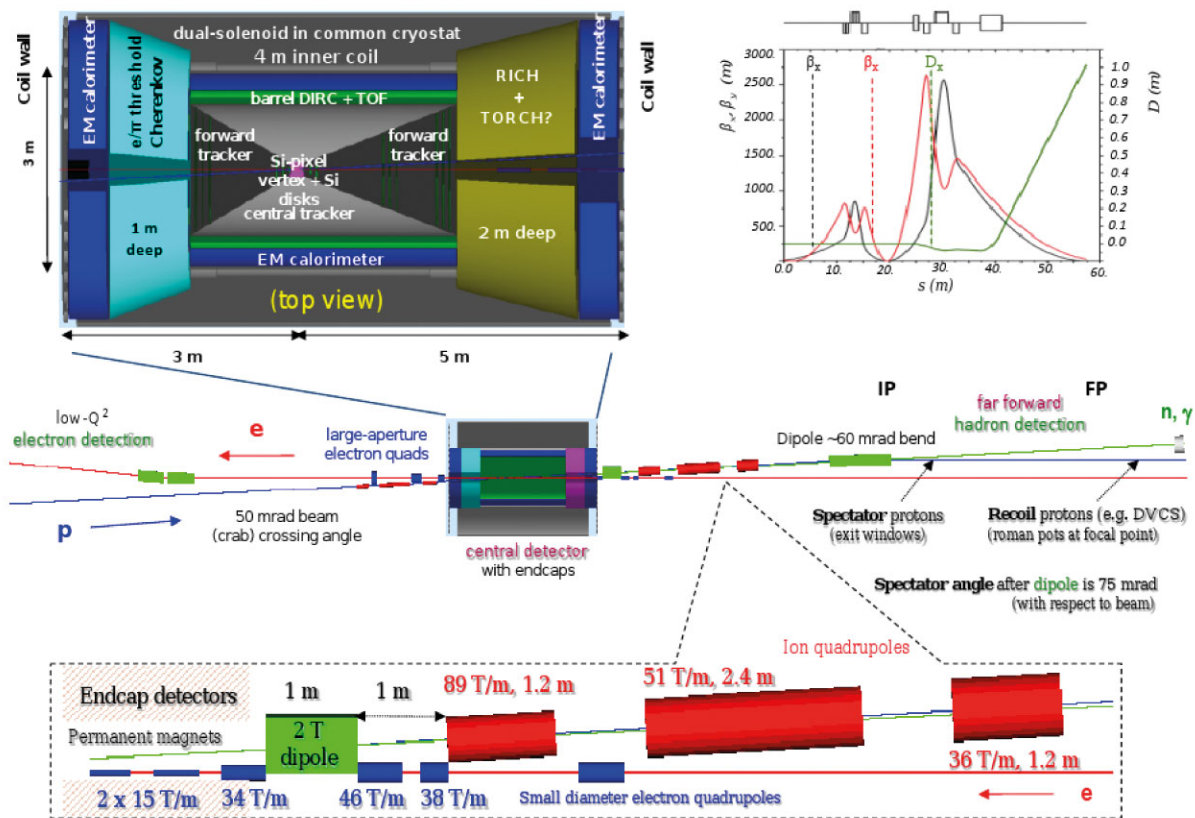 dual-solenoid in common cryostat
4 m inner coil
Coil wall
EM calorimeter
e/π threshold
Cherenkov
barrel DIRC + TOF
RICH
+
TORCH?
EM calorimeter
Coil wall
3 m
forward
tracker
forward
tracker
Si-pixel
vertex + Si
disks
central tracker
1 m
deep
2 m deep
EM calorimeter
(top view)
3 m
5 m
3000.
2500
2000
1500
1000
500.
βx, βy (m)
βx
βx
Dx
1.0
0.9
0.8
0.7
0.6
0.5
0.4
0.3
0.2
0.1
0.0
D (m)
0.0
10.
20.
30.
40.
50.
60.
s (m)
low-Q²
electron detection
e
large-aperture
electron quads
p
50 mrad beam
(crab) crossing angle
central detector
with endcaps
IP
FP
far forward
hadron detection
n, γ
Dipole ~60 mrad bend
Spectator protons
(exit windows)
Recoil protons (e.g. DVCS)
(roman pots at focal point)
Spectator angle after dipole is 75 mrad
(with respect to beam)
Ion quadrupoles
Endcap detectors
1 m
1 m
89 T/m, 1.2 m
51 T/m, 2.4 m
Permanent magnets
2 T
dipole
36 T/m, 1.2 m
2 x 15 T/m
34 T/m
46 T/m
38 T/m
Small diameter electron quadrupoles
e